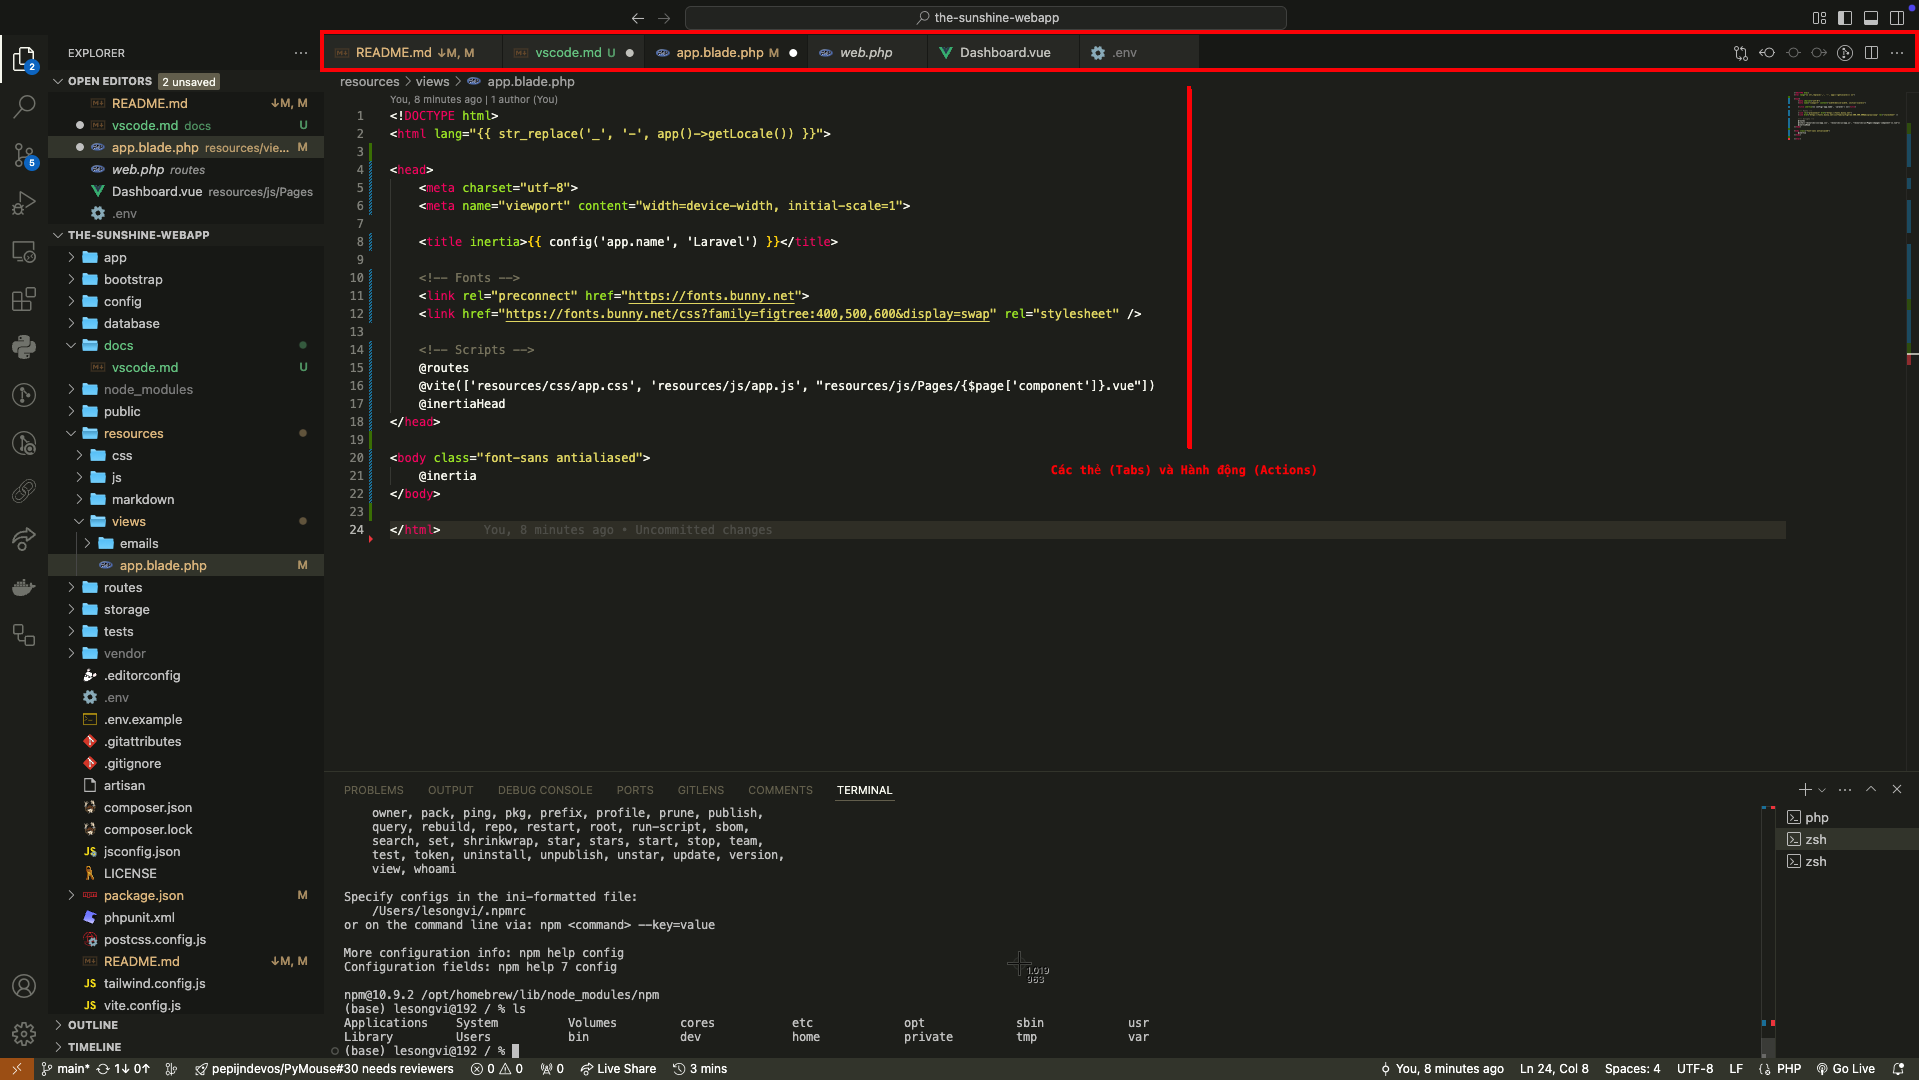 the-sunshine-webapp
EXPLORER
README.md ↓M, M
vscode.md U
app.blade.php M
web.php
Dashboard.vue
.env
OPEN EDITORS 2 unsaved
README.md ↓M, M
vscode.md docs U
app.blade.php resources/vie... M
web.php routes
Dashboard.vue resources/js/Pages
.env
THE-SUNSHINE-WEBAPP
app
bootstrap
config
database
docs
vscode.md U
node_modules
public
resources
css
js
markdown
views
emails
app.blade.php M
routes
storage
tests
vendor
.editorconfig
.env
.env.example
.gitattributes
.gitignore
artisan
composer.json
composer.lock
jsconfig.json
LICENSE
package.json M
phpunit.xml
postcss.config.js
README.md ↓M, M
tailwind.config.js
vite.config.js
OUTLINE
TIMELINE
2
5
resources > views > app.blade.php
You, 8 minutes ago | 1 author (You)
1 <!DOCTYPE html>
2 <html lang="{{ str_replace('_', '-', app()->getLocale()) }}">
3
4 <head>
5 <meta charset="utf-8">
6 <meta name="viewport" content="width=device-width, initial-scale=1">
7
8 <title inertia>{{ config('app.name', 'Laravel') }}</title>
9
10 <!-- Fonts -->
11 <link rel="preconnect" href="https://fonts.bunny.net">
12 <link href="https://fonts.bunny.net/css?family=figtree:400,500,600&display=swap" rel="stylesheet" />
13
14 <!-- Scripts -->
15 @routes
16 @vite(['resources/css/app.css', 'resources/js/app.js', "resources/js/Pages/{$page['component']}.vue"])
17 @inertiaHead
18 </head>
19
20 <body class="font-sans antialiased">
21 @inertia
22 </body>
23
24 </html> You, 8 minutes ago • Uncommitted changes
Các thẻ (Tabs) và Hành động (Actions)
PROBLEMS OUTPUT DEBUG CONSOLE PORTS GITLENS COMMENTS TERMINAL
owner, pack, ping, pkg, prefix, profile, prune, publish,
query, rebuild, repo, restart, root, run-script, sbom,
search, set, shrinkwrap, star, stars, start, stop, team,
test, token, uninstall, unpublish, unstar, update, version,
view, whoami
Specify configs in the ini-formatted file:
/Users/lesongvi/.npmrc
or on the command line via: npm <command> --key=value
More configuration info: npm help config
Configuration fields: npm help 7 config
npm@10.9.2 /opt/homebrew/lib/node_modules/npm
(base) lesongvi@192 / % ls
Applications System Volumes cores etc opt sbin usr
Library Users bin dev home private tmp var
(base) lesongvi@192 / %
php
zsh
zsh
1.019
963
main* 1↓ 0↑ pepijndevos/PyMouse#30 needs reviewers 0 0 0 Live Share 3 mins You, 8 minutes ago Ln 24, Col 8 Spaces: 4 UTF-8 LF PHP Go Live